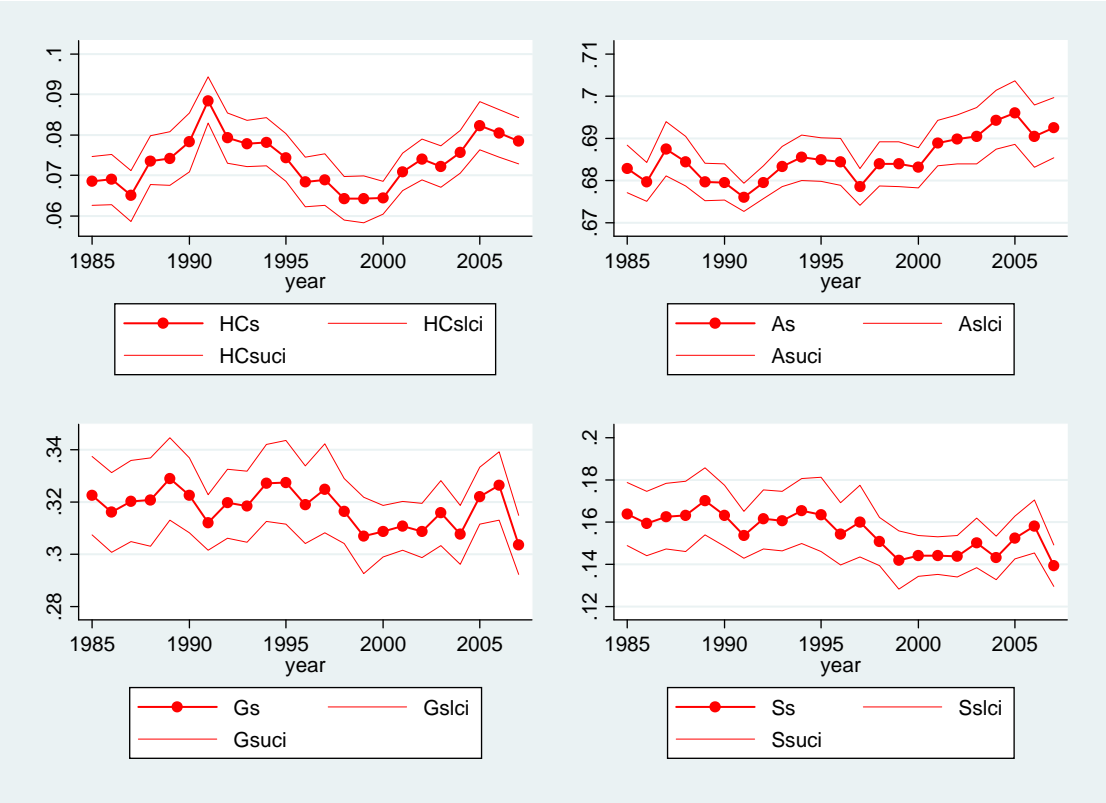 .1
.09
.08
.07
.06
1985 1990 1995 2000 2005
year
HCs HCslci
HCsuci
.71
.7
.69
.68
.67
1985 1990 1995 2000 2005
year
As Aslci
Asuci
.34
.32
.3
.28
1985 1990 1995 2000 2005
year
Gs Gslci
Gsuci
.2
.18
.16
.14
.12
1985 1990 1995 2000 2005
year
Ss Sslci
Ssuci